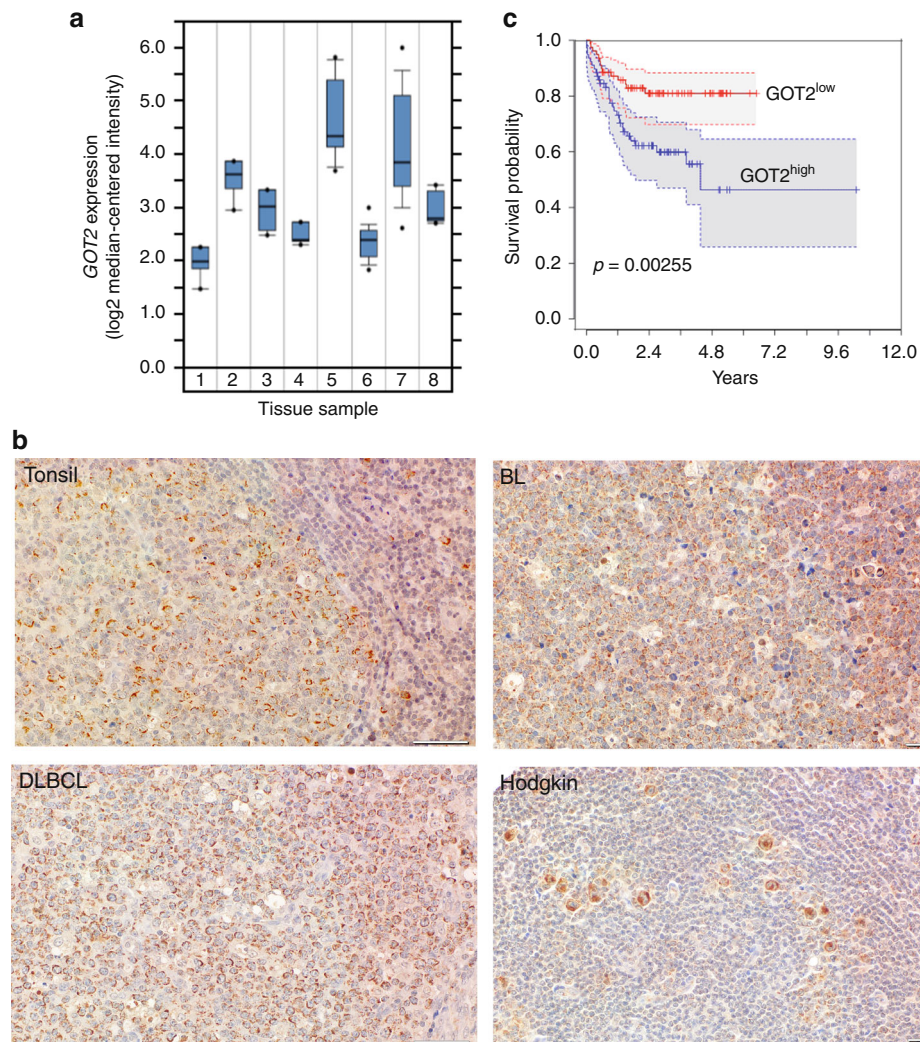 a
6.0
5.0
4.0
3.0
2.0
1.0
0.0
GOT2 expression
(log2 median-centered intensity)
1 2 3 4 5 6 7 8
Tissue sample
c
1.0
0.8
0.6
0.4
0.2
0.0
Survival probability
GOT2low
GOT2high
p = 0.00255
0.0 2.4 4.8 7.2 9.6 12.0
Years
b
Tonsil
BL
DLBCL
Hodgkin